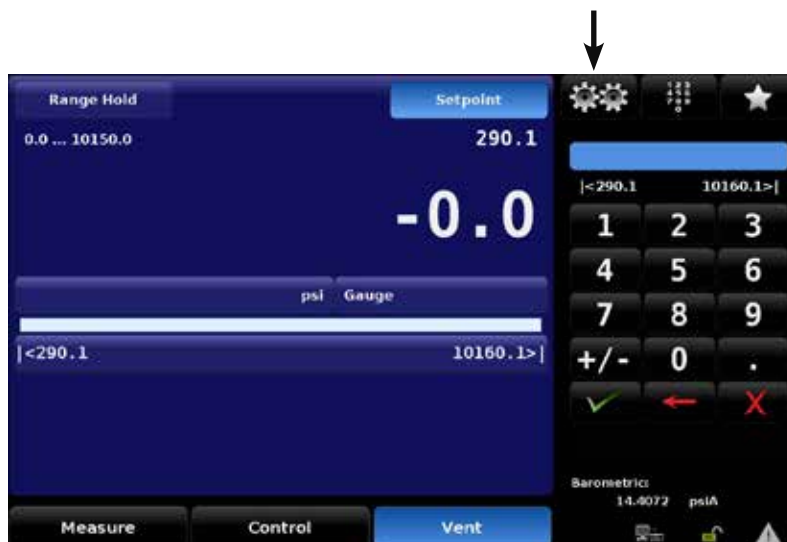 Range Hold
Setpoint
0.0 ... 10150.0
290.1
-0.0
psi Gauge
|<290.1 10160.1>|
|<290.1 10160.1>|
1 2 3
4 5 6
7 8 9
+/- 0 .
Barometric:
14.4072 psiA
Measure Control Vent